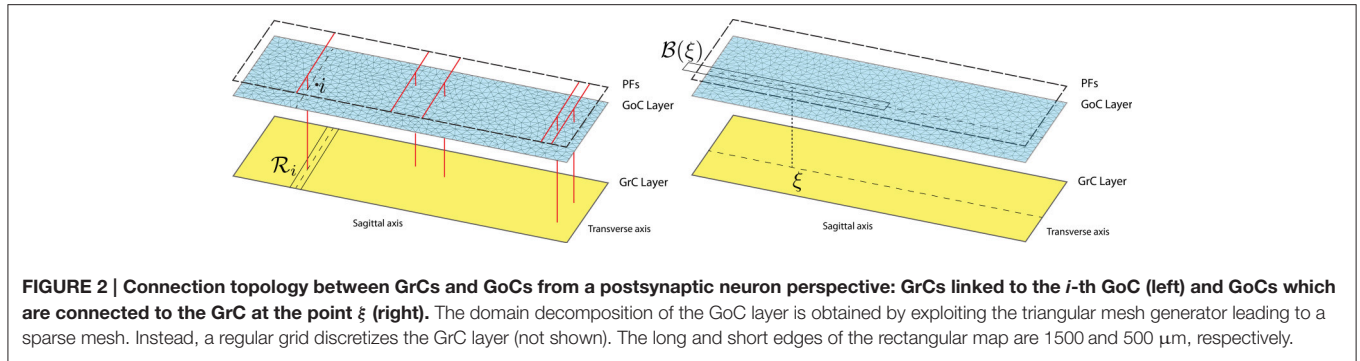 ·i
PFs
GoC Layer
R_i
GrC Layer
Sagittal axis
Transverse axis
B(ξ)
PFs
GoC Layer
ξ
GrC Layer
Sagittal axis
Transverse axis
FIGURE 2 | Connection topology between GrCs and GoCs from a postsynaptic neuron perspective: GrCs linked to the i-th GoC (left) and GoCs which
are connected to the GrC at the point ξ (right). The domain decomposition of the GoC layer is obtained by exploiting the triangular mesh generator leading to a
sparse mesh. Instead, a regular grid discretizes the GrC layer (not shown). The long and short edges of the rectangular map are 1500 and 500 μm, respectively.